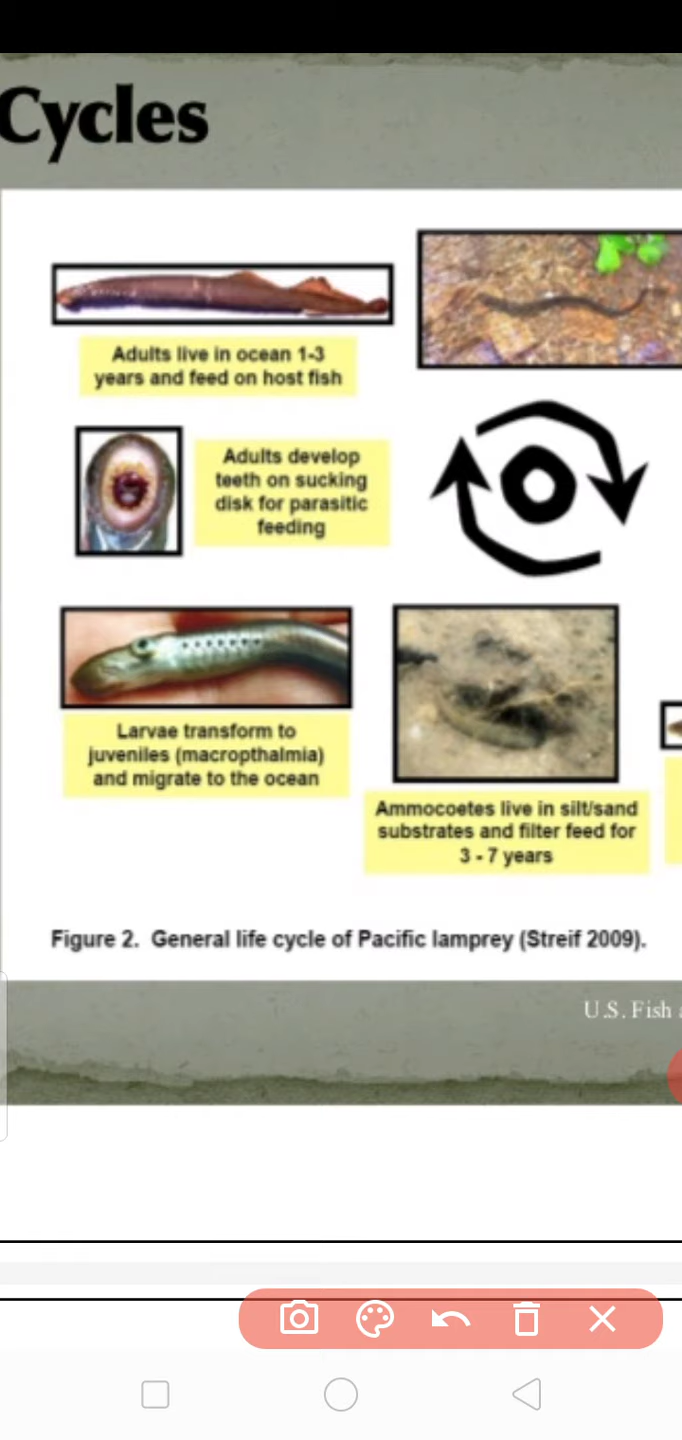 Cycles
Adults live in ocean 1-3
years and feed on host fish
Adults develop
teeth on sucking
disk for parasitic
feeding
Larvae transform to
juveniles (macropthalmia)
and migrate to the ocean
Ammocoetes live in silt/sand
substrates and filter feed for
3 - 7 years
Figure 2. General life cycle of Pacific lamprey (Streif 2009).
U.S. Fish